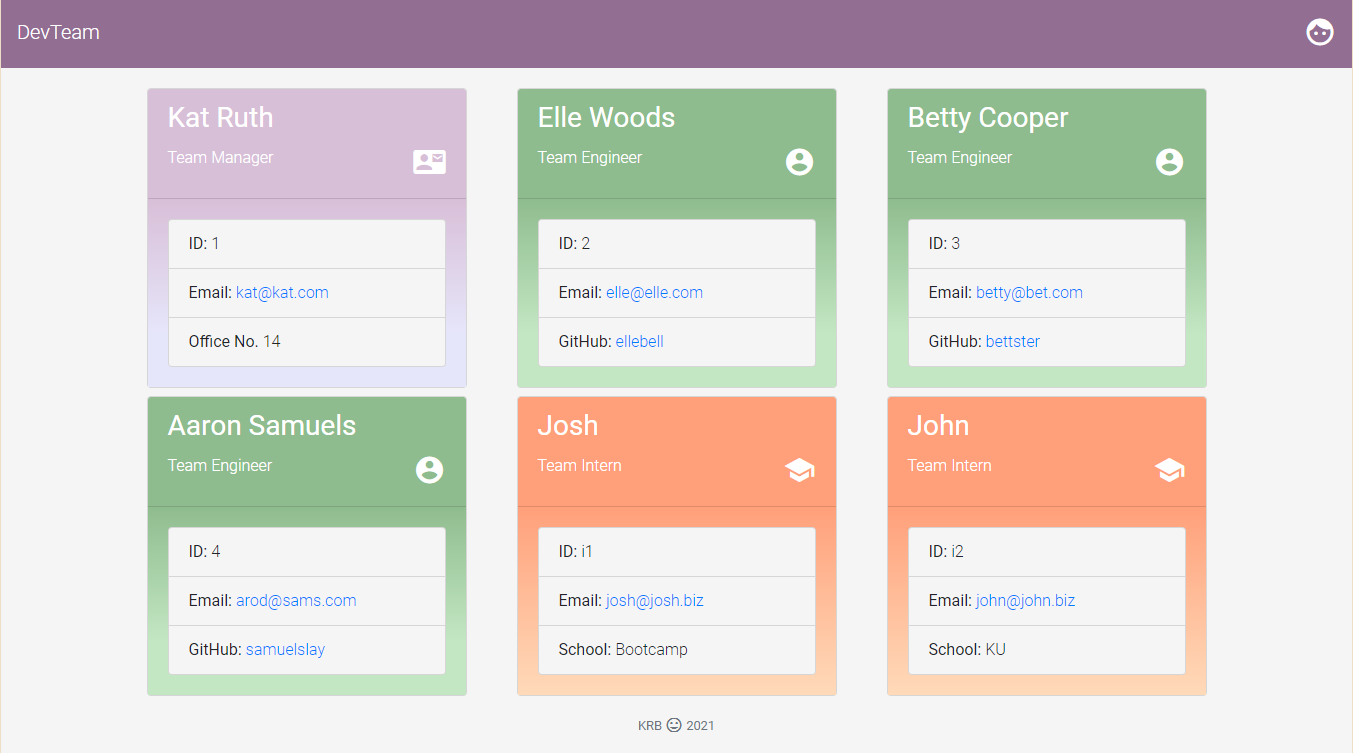 DevTeam
Kat Ruth
Team Manager
ID: 1
Email: kat@kat.com
Office No. 14
Elle Woods
Team Engineer
ID: 2
Email: elle@elle.com
GitHub: ellebell
Betty Cooper
Team Engineer
ID: 3
Email: betty@bet.com
GitHub: bettster
Aaron Samuels
Team Engineer
ID: 4
Email: arod@sams.com
GitHub: samuelslay
Josh
Team Intern
ID: i1
Email: josh@josh.biz
School: Bootcamp
John
Team Intern
ID: i2
Email: john@john.biz
School: KU
KRB 2021